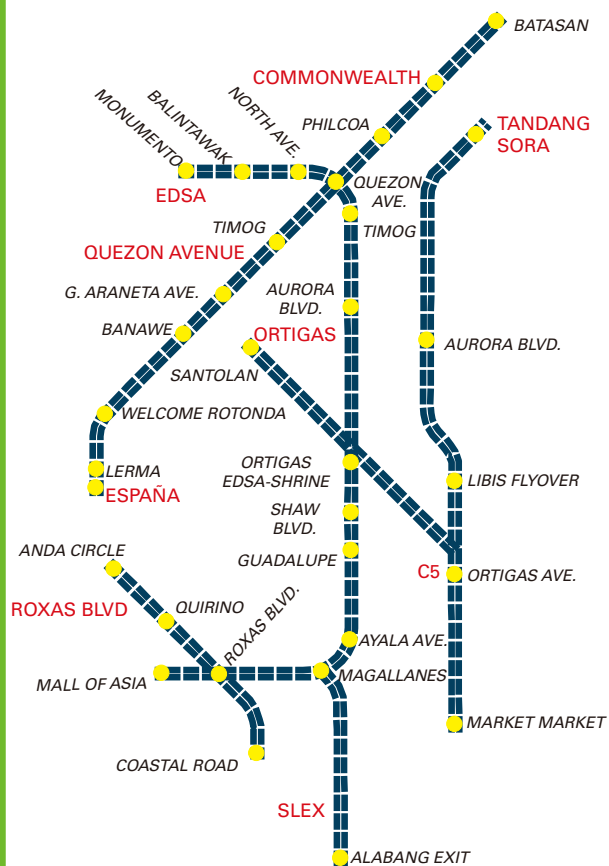 BATASAN
COMMONWEALTH
TANDANG
SORA
PHILCOA
MONUMENTO
BALINTAWAK
NORTH AVE.
EDSA
QUEZON
AVE.
TIMOG
TIMOG
QUEZON AVENUE
G. ARANETA AVE.
AURORA
BLVD.
BANAWE
ORTIGAS
AURORA BLVD.
SANTOLAN
WELCOME ROTONDA
LERMA
ESPAÑA
ORTIGAS
EDSA-SHRINE
LIBIS FLYOVER
SHAW
BLVD.
ANDA CIRCLE
GUADALUPE
C5
ORTIGAS AVE.
ROXAS BLVD
QUIRINO
ROXAS BLVD.
AYALA AVE.
MALL OF ASIA
MAGALLANES
MARKET MARKET
COASTAL ROAD
SLEX
ALABANG EXIT